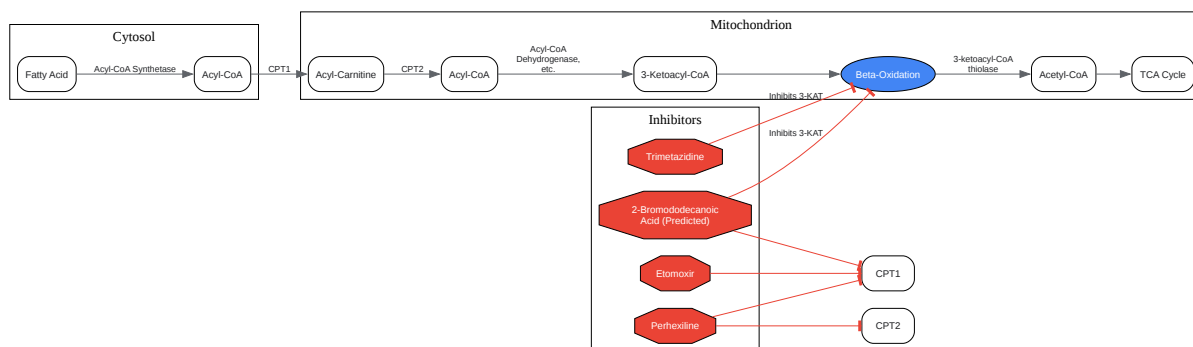 Cytosol
Mitochondrion
Fatty Acid
Acyl-CoA Synthetase
Acyl-CoA
CPT1
Acyl-Carnitine
CPT2
Acyl-CoA
Acyl-CoA
Dehydrogenase,
etc.
3-Ketoacyl-CoA
Beta-Oxidation
3-ketoacyl-CoA
thiolase
Acetyl-CoA
TCA Cycle
Inhibitors
Inhibits 3-KAT
Inhibits 3-KAT
Trimetazidine
2-Bromododecanoic
Acid (Predicted)
Etomoxir
CPT1
Perhexiline
CPT2